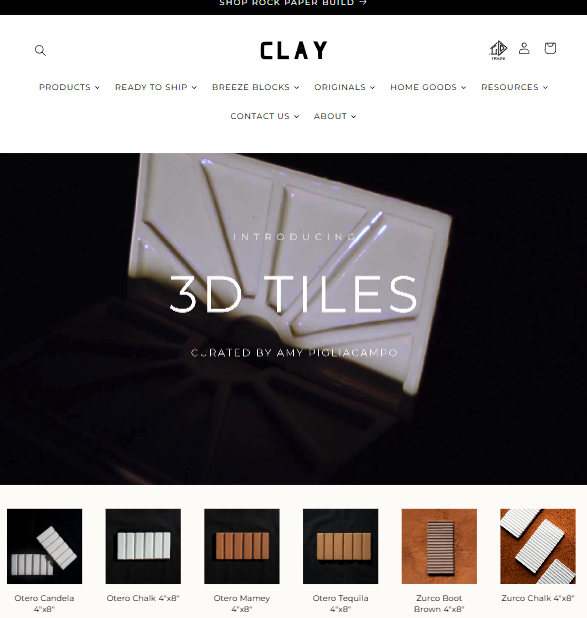 SHOP ROCK PAPER BUILD →
CLAY
TRADE
PRODUCTS
READY TO SHIP
BREEZE BLOCKS
ORIGINALS
HOME GOODS
RESOURCES
CONTACT US
ABOUT
INTRODUCING
3D TILES
CURATED BY AMY PIGLIACAMPO
Otero Candela
4"x8"
Otero Chalk 4"x8"
Otero Mamey
4"x8"
Otero Tequila
4"x8"
Zurco Boot
Brown 4"x8"
Zurco Chalk 4"x8"